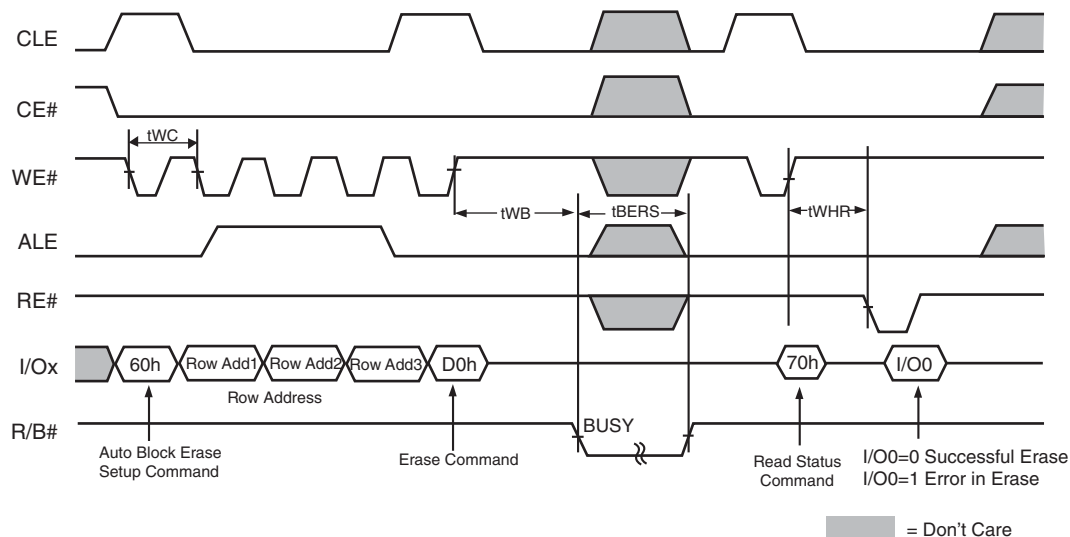 CLE
CE#
tWC
WE#
tWB
tBERS
tWHR
ALE
RE#
I/Ox
60h
Row Add1
Row Add2
Row Add3
D0h
70h
I/O0
Row Address
R/B#
BUSY
Auto Block Erase
Setup Command
Erase Command
Read Status
Command
I/O0=0 Successful Erase
I/O0=1 Error in Erase
= Don't Care